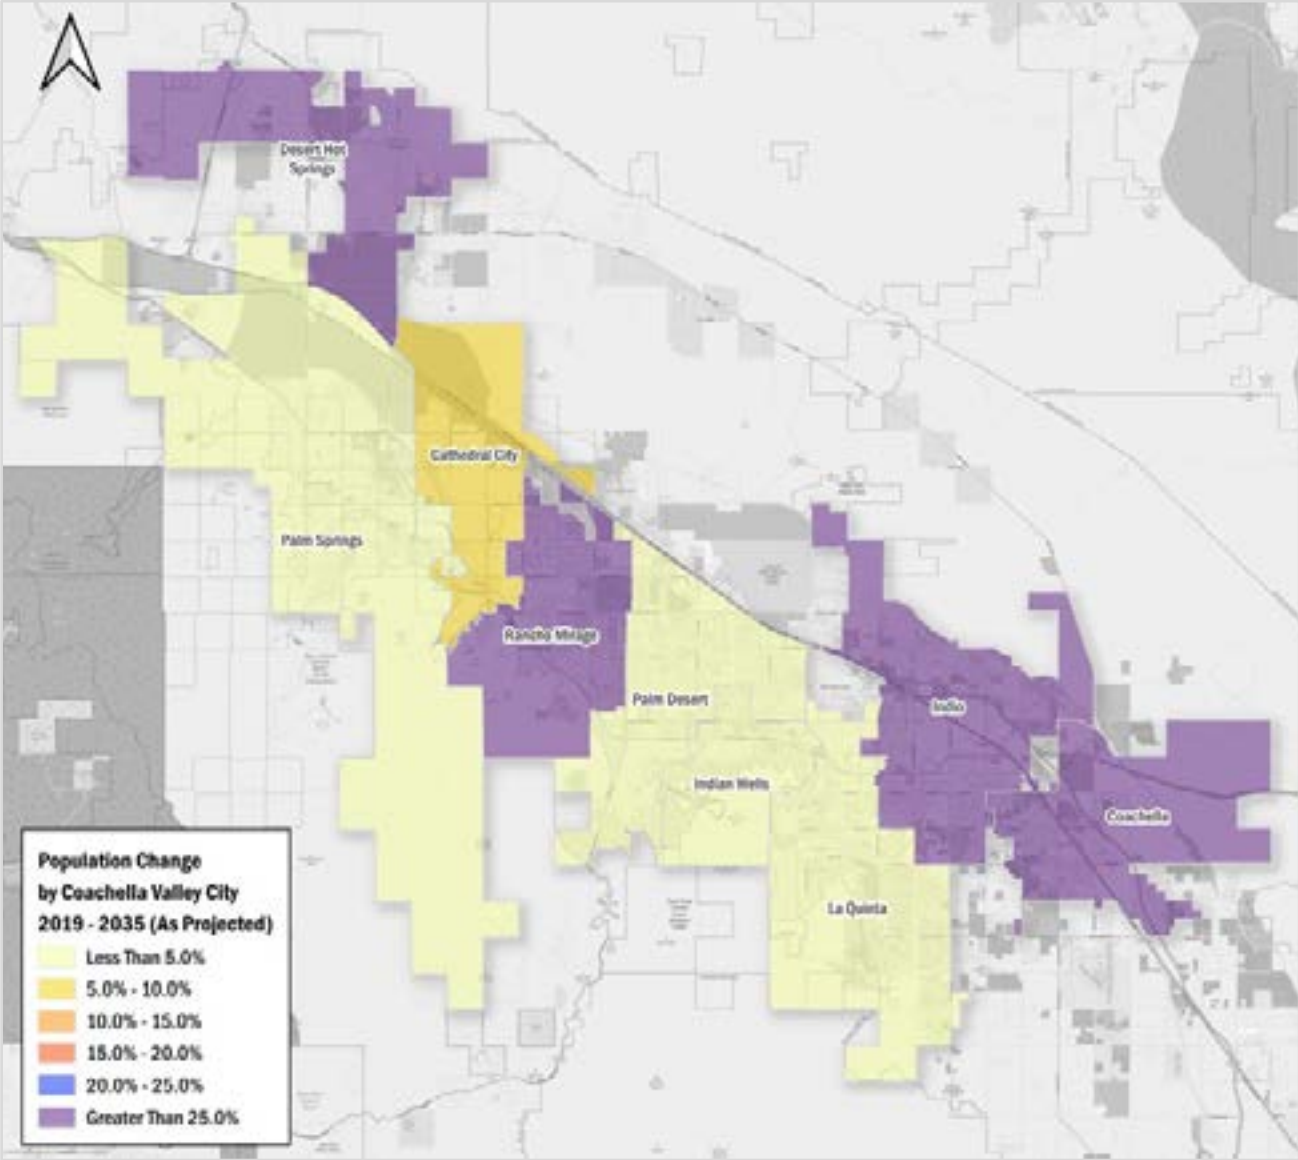 Desert Hot
Springs
Cathedral City
Palm Springs
Rancho Mirage
Palm Desert
Indio
Indian Wells
Coachella
La Quinta
Population Change
by Coachella Valley City
2019 - 2035 (As Projected)
Less Than 5.0%
5.0% - 10.0%
10.0% - 15.0%
15.0% - 20.0%
20.0% - 25.0%
Greater Than 25.0%